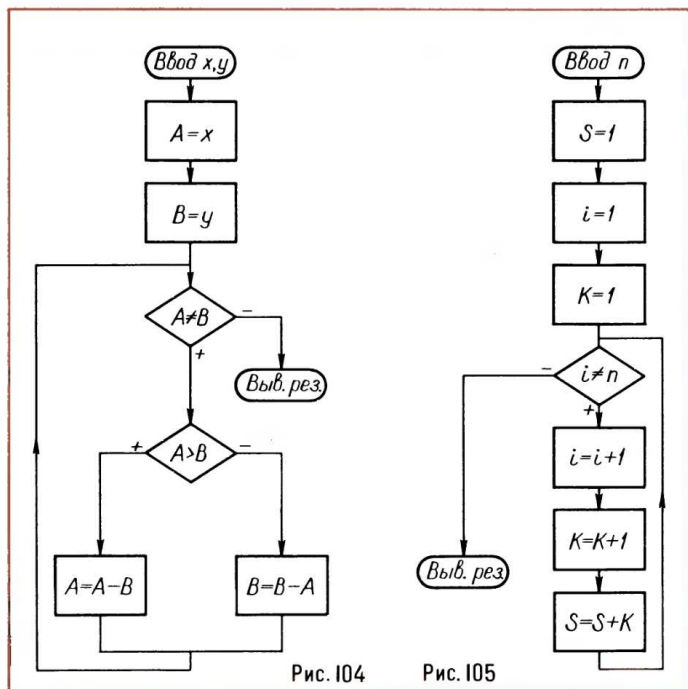 Ввод x,y
A=x
B=y
A≠B
−
+
Выв. рез.
+
A>B
−
A=A−B
B=B−A
Рис. 104
Ввод n
S=1
i=1
K=1
−
i≠n
+
i=i+1
K=K+1
Выв. рез.
S=S+K
Рис. 105